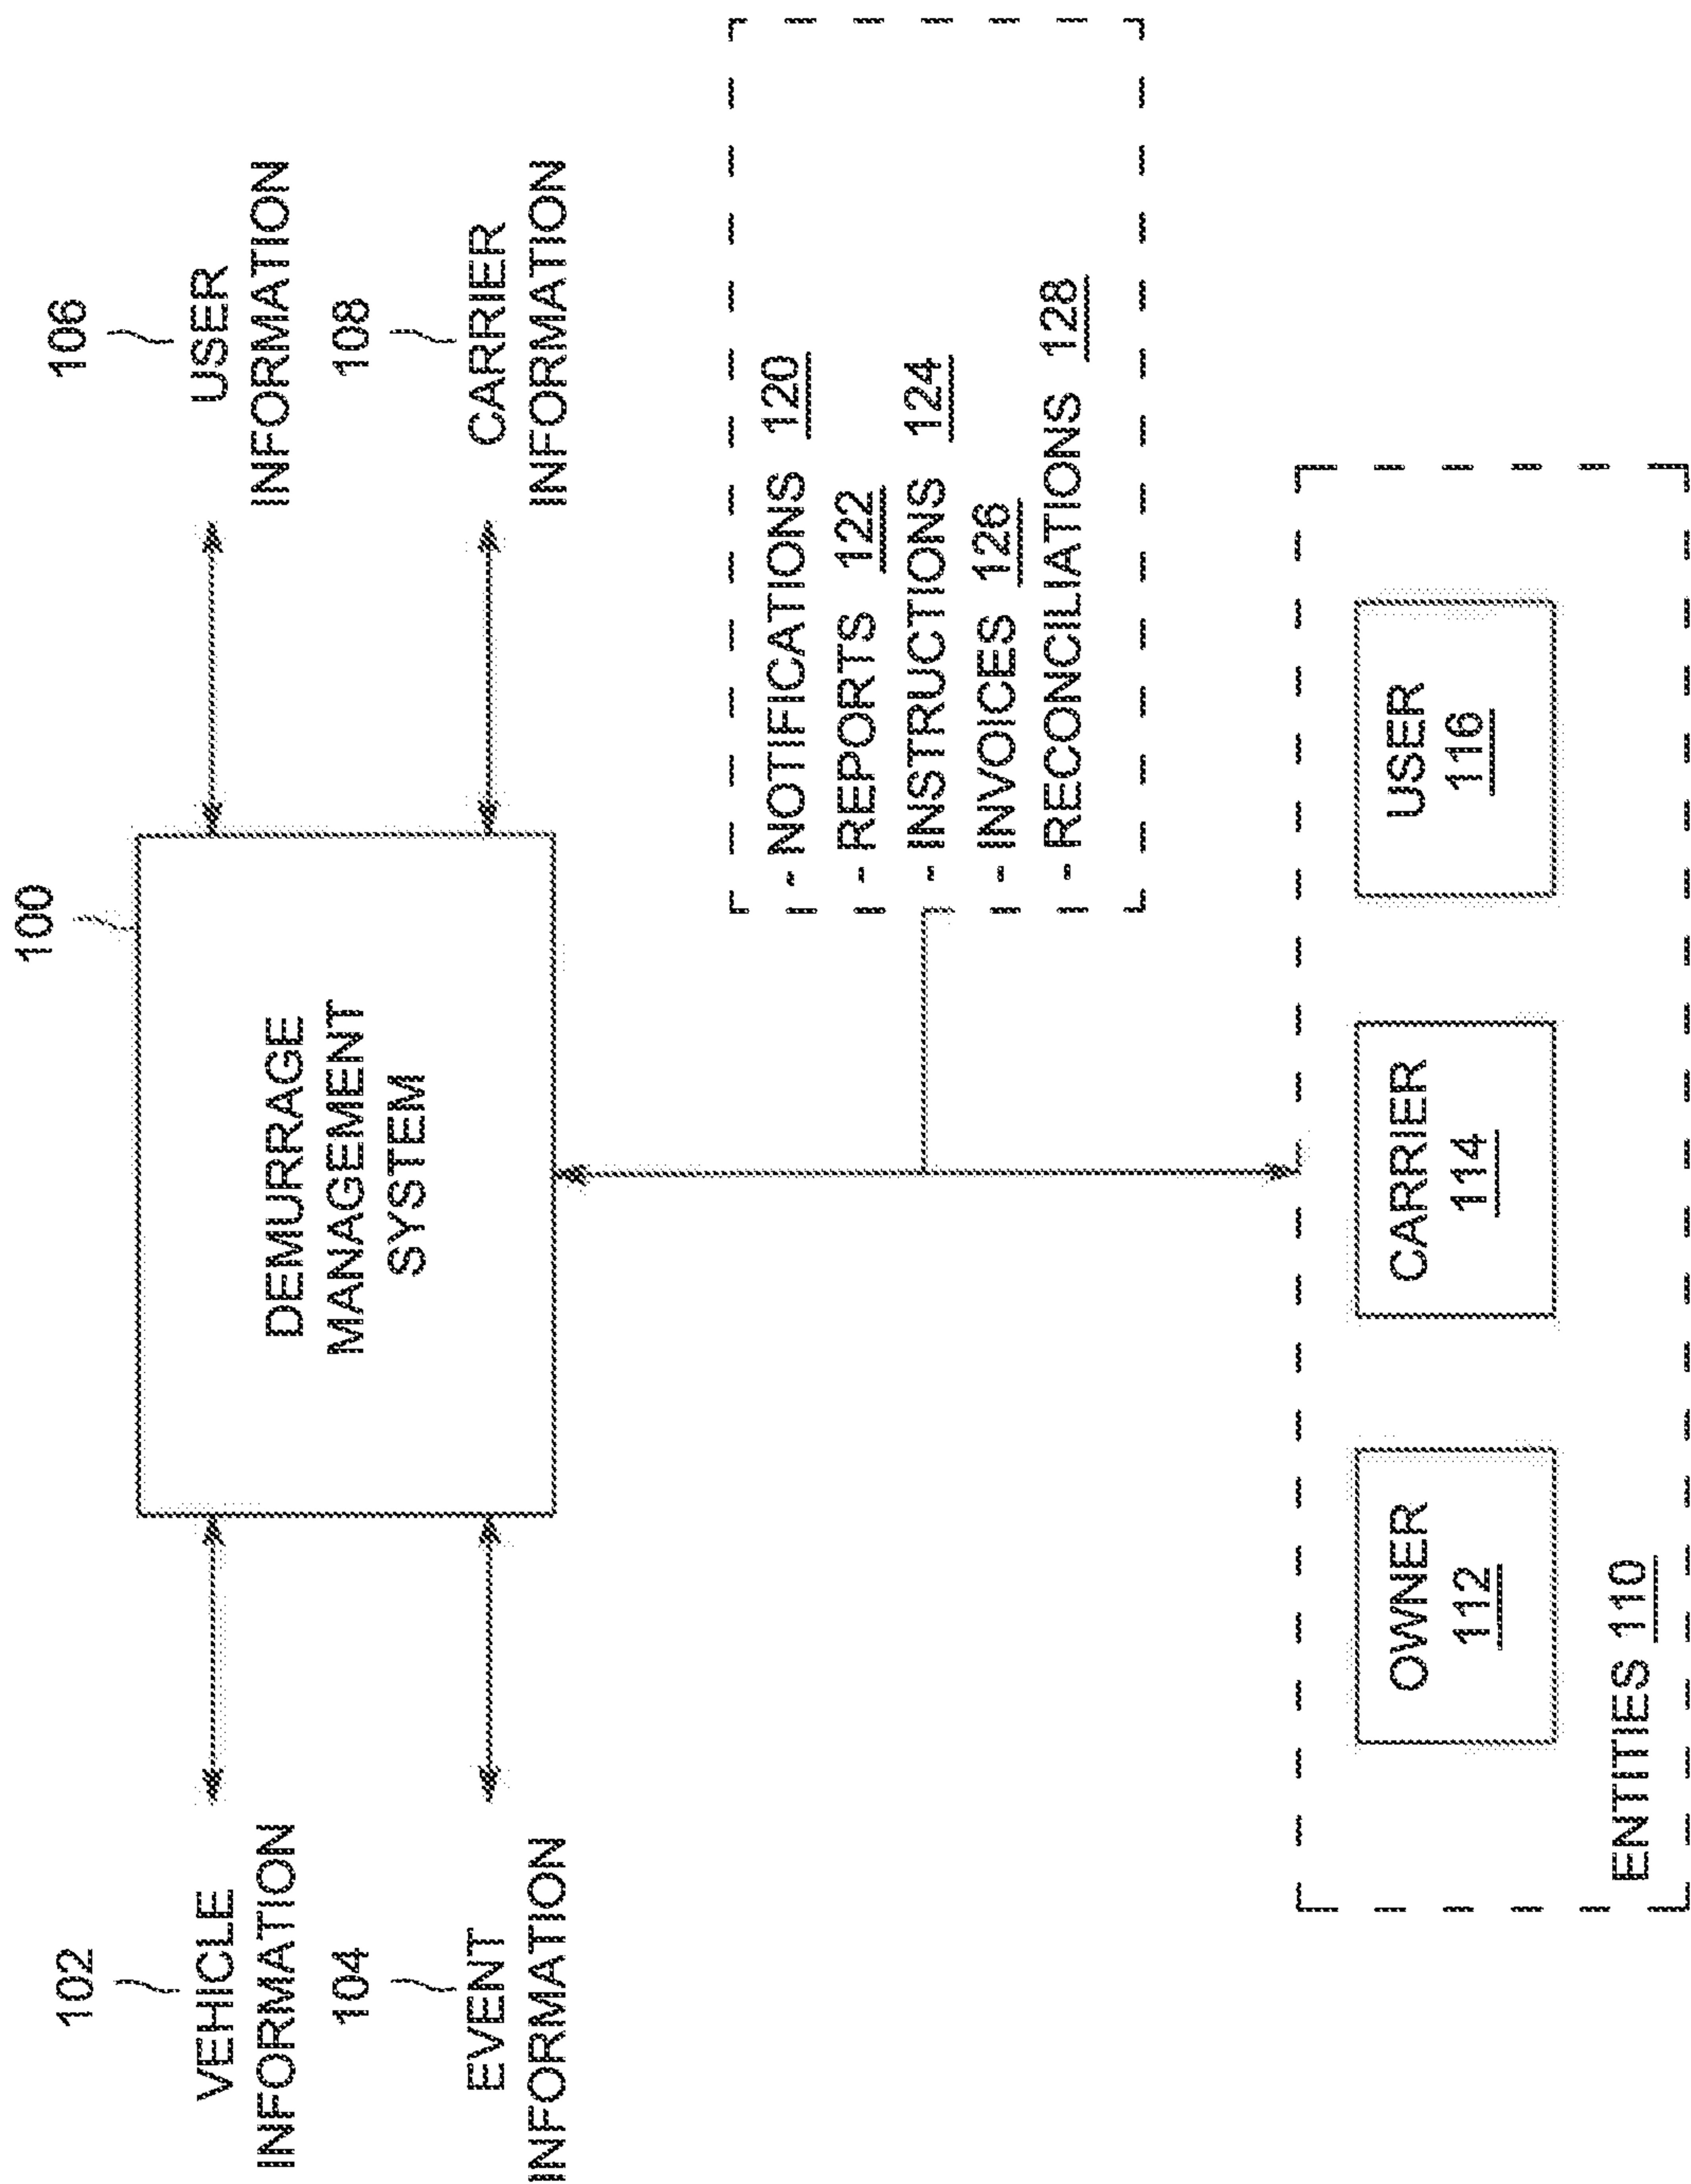 100
102
VEHICLE
INFORMATION
104
EVENT
INFORMATION
DEMURRAGE
MANAGEMENT
SYSTEM
106
USER
INFORMATION
108
CARRIER
INFORMATION
- NOTIFICATIONS 120
- REPORTS 122
- INSTRUCTIONS 124
- INVOICES 126
- RECONCILIATIONS 128
OWNER
112
CARRIER
114
USER
116
ENTITIES 110